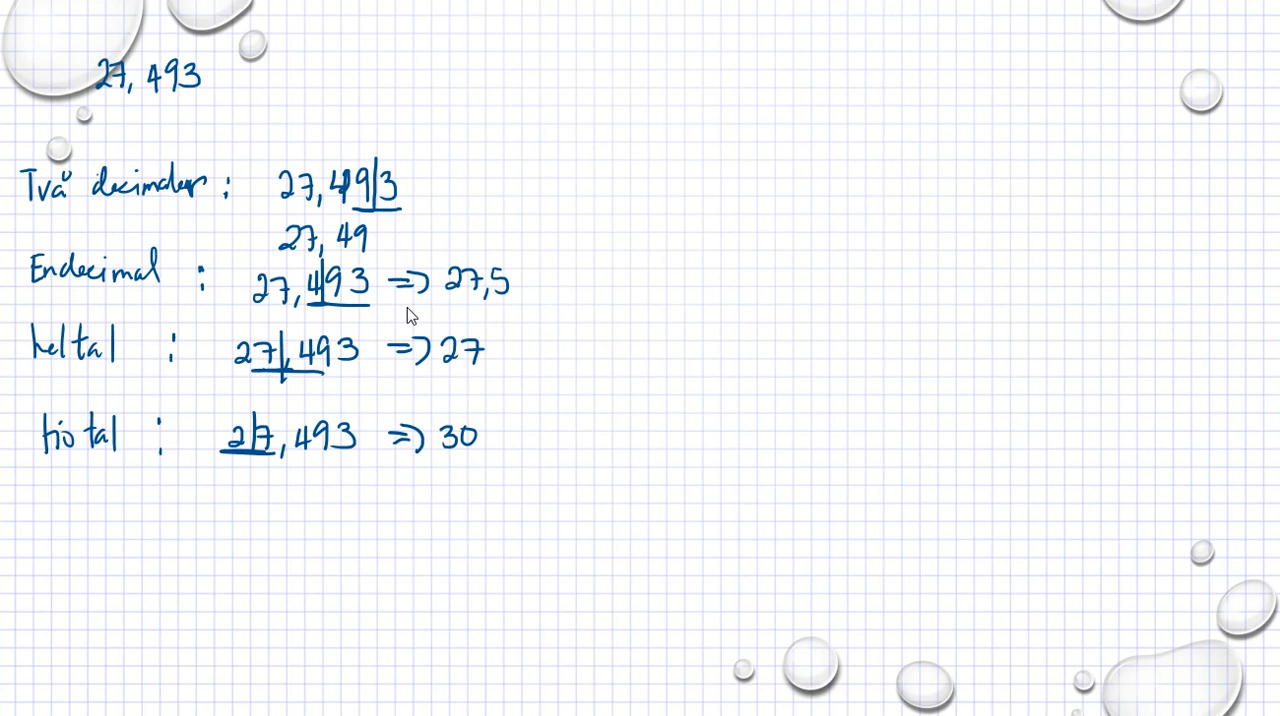 27,493
Två decimaler : 27,49|3
27,49
Endecimal : 27,4|93 => 27,5
heltal : 27|,493 => 27
tiotal : 2|7,493 => 30